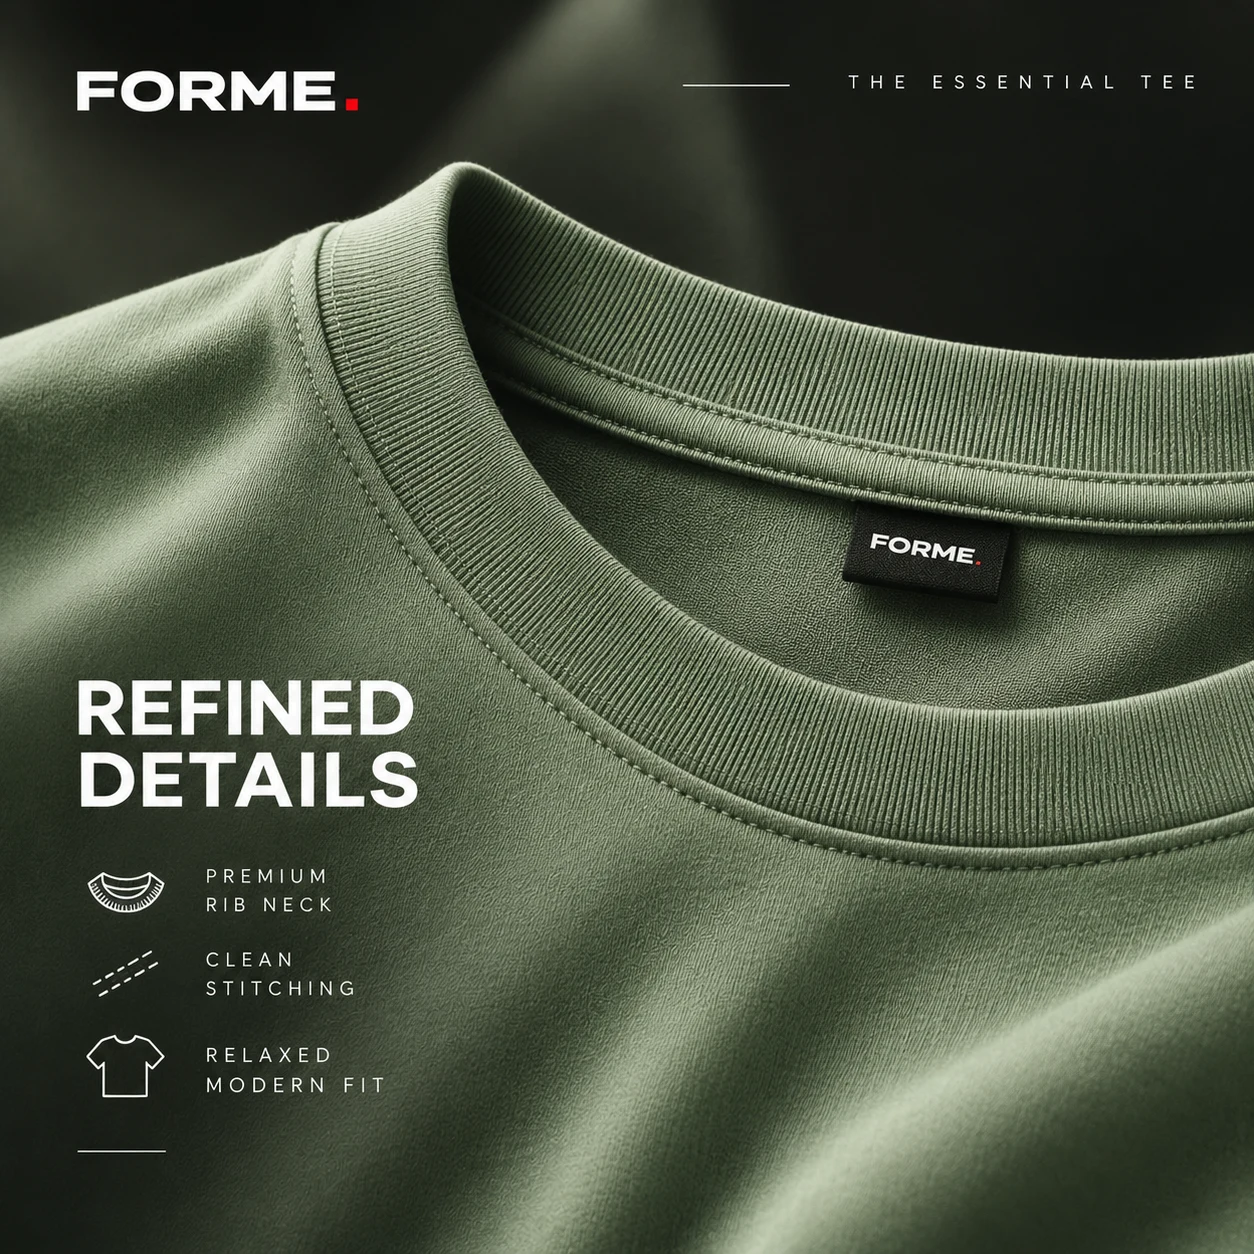 FORME.
THE ESSENTIAL TEE
FORME.
REFINED
DETAILS
PREMIUM
RIB NECK
CLEAN
STITCHING
RELAXED
MODERN FIT